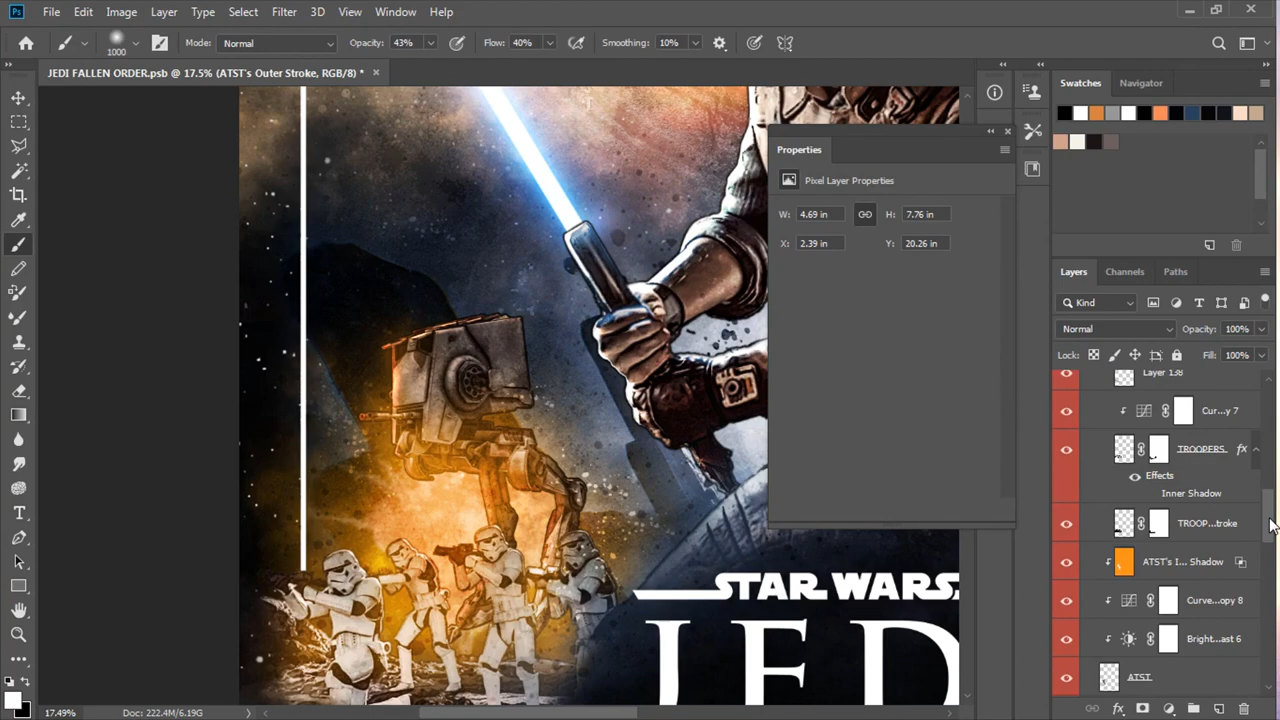 Ps File Edit Image Layer Type Select Filter 3D View Window Help
1000 Mode: Normal Opacity: 43% Flow: 40% Smoothing: 10%
JEDI FALLEN ORDER.psb @ 17.5% (ATST's Outer Stroke, RGB/8) * ×
Properties
Pixel Layer Properties
W: 4.69 in H: 7.76 in
X: 2.39 in Y: 20.26 in
Swatches Navigator
Layers Channels Paths
Kind
Normal Opacity: 100%
Lock: Fill: 100%
Layer 138
Cur...y 7
TROOPERS fx
Effects
Inner Shadow
TROOP...troke
ATST's I... Shadow
Curve...opy 8
Bright...ast 6
ATST
STAR WARS
JED
17.49% Doc: 222.4M/6.19G